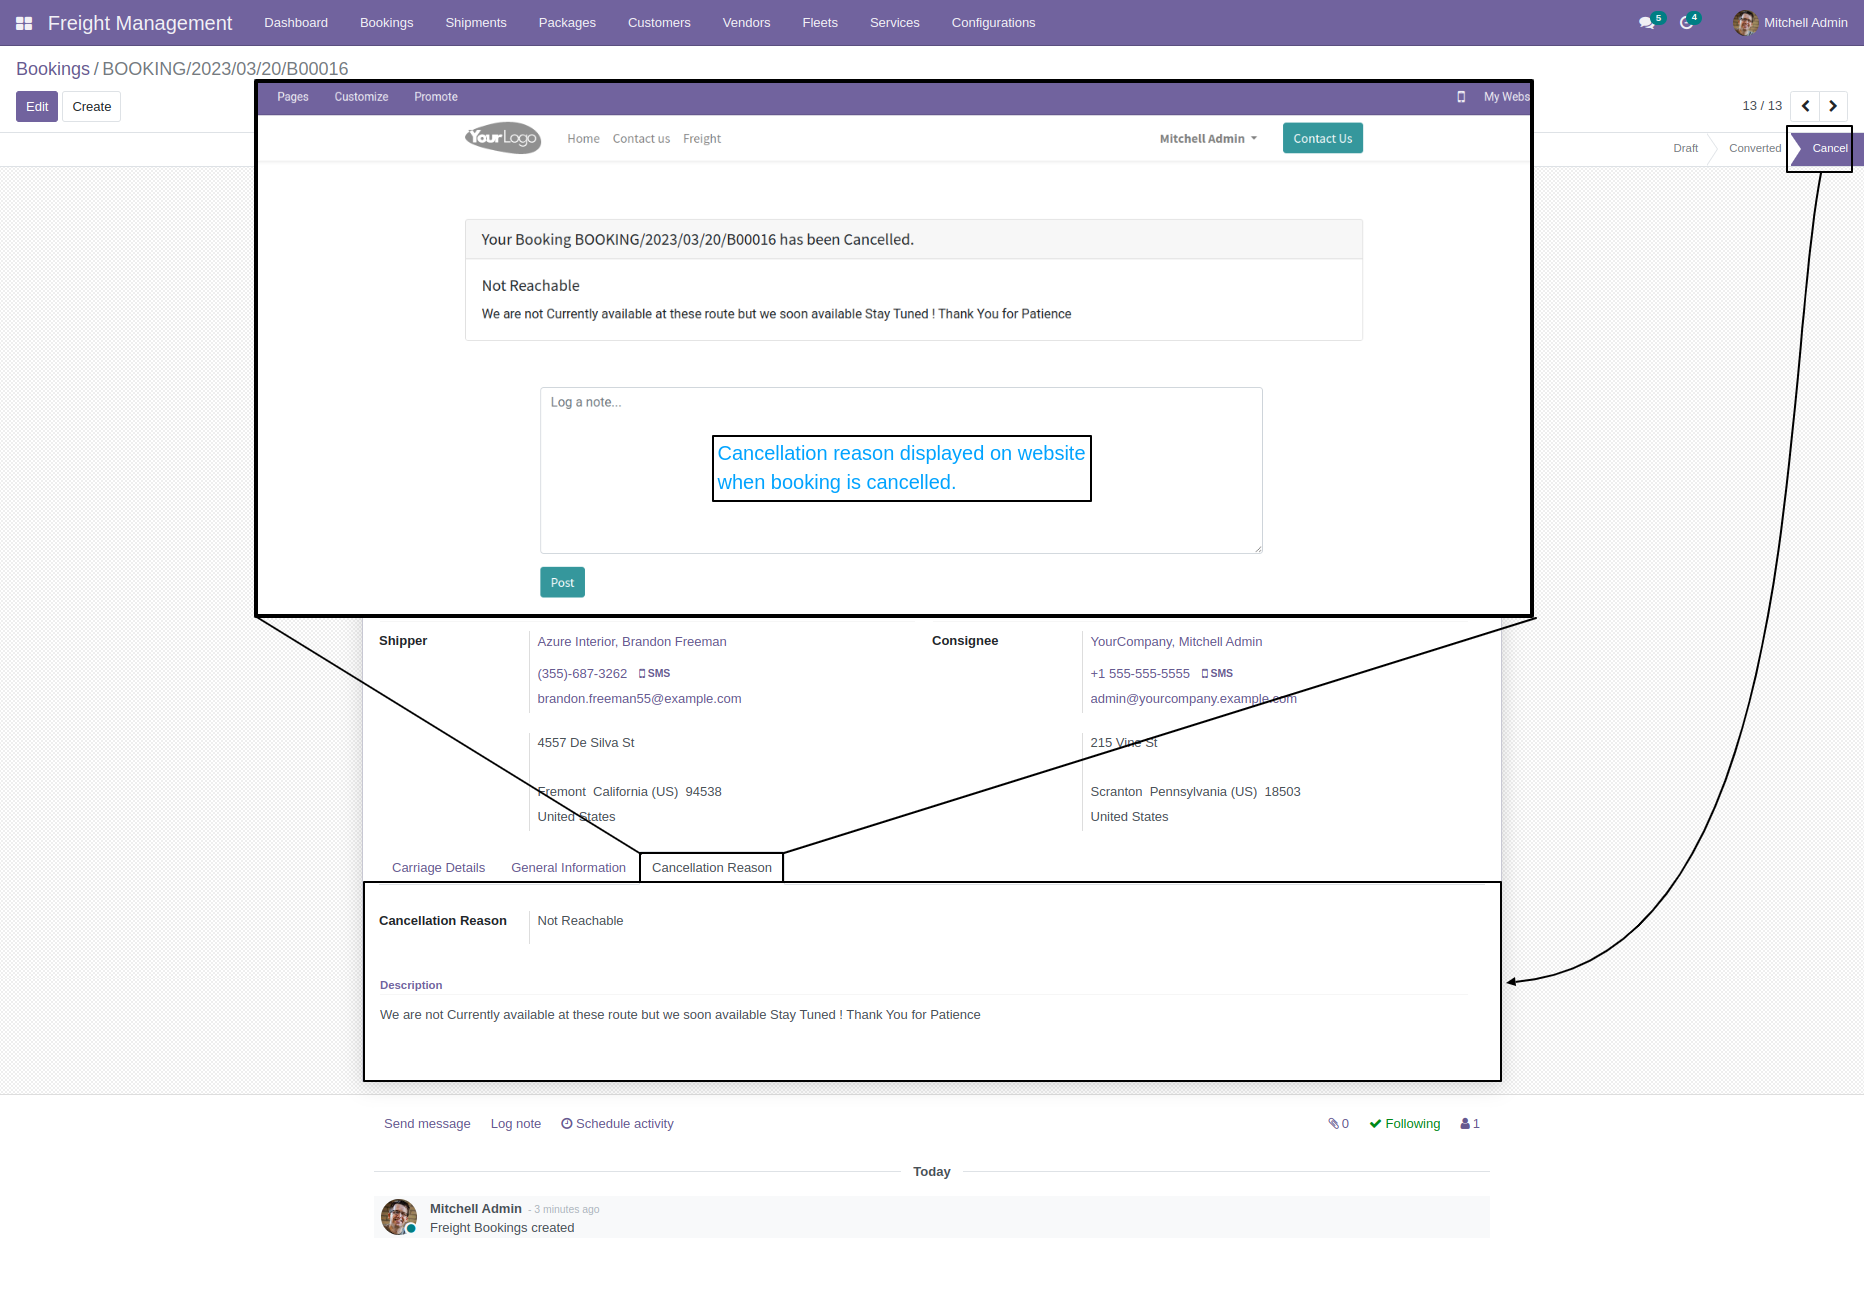 Freight Management Dashboard Bookings Shipments Packages Customers Vendors Fleets Services Configurations 5 4 Mitchell Admin
Bookings / BOOKING/2023/03/20/B00016
Edit Create 13 / 13
Draft Converted Cancel
Pages Customize Promote My Webs
YourLogo Home Contact us Freight Mitchell Admin Contact Us
Your Booking BOOKING/2023/03/20/B00016 has been Cancelled.
Not Reachable
We are not Currently available at these route but we soon available Stay Tuned ! Thank You for Patience
Log a note...
Cancellation reason displayed on website
when booking is cancelled.
Post
Shipper Azure Interior, Brandon Freeman Consignee YourCompany, Mitchell Admin
(355)-687-3262 SMS +1 555-555-5555 SMS
brandon.freeman55@example.com admin@yourcompany.example.com
4557 De Silva St 215 Vine St
Fremont California (US) 94538 Scranton Pennsylvania (US) 18503
United States United States
Carriage Details General Information Cancellation Reason
Cancellation Reason Not Reachable
Description
We are not Currently available at these route but we soon available Stay Tuned ! Thank You for Patience
Send message Log note Schedule activity 0 Following 1
Today
Mitchell Admin - 3 minutes ago
Freight Bookings created